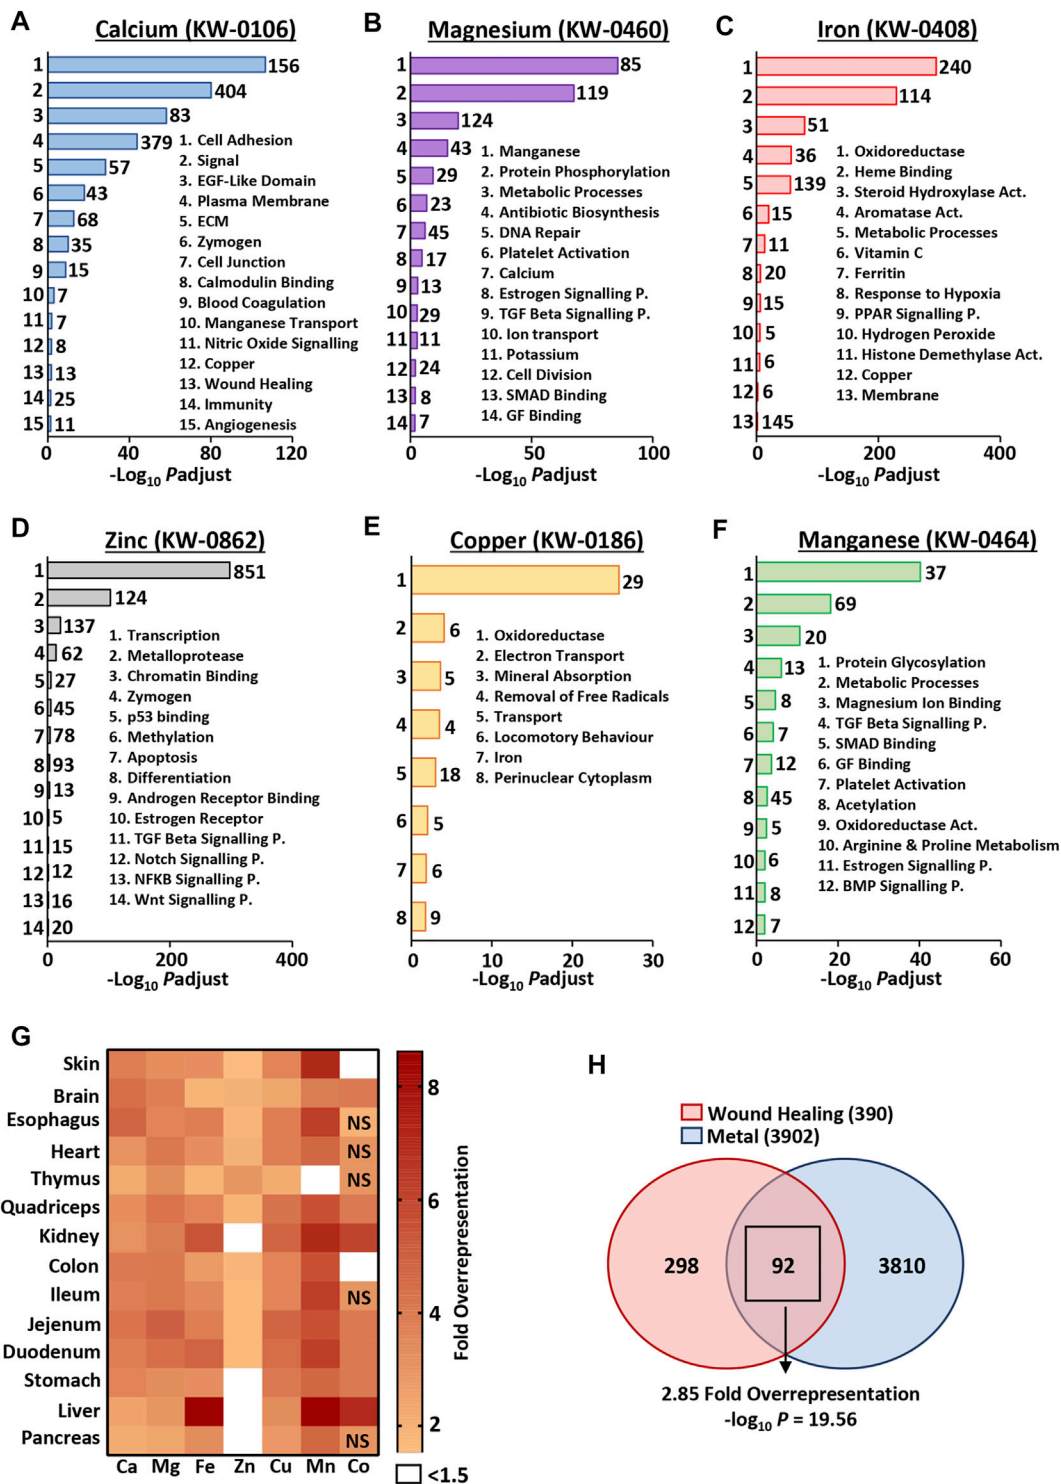 A
Calcium (KW-0106)
1 156
2 404
3 83
4 379
5 57
6 43
7 68
8 35
9 15
10 7
11 7
12 8
13 13
14 25
15 11
1. Cell Adhesion
2. Signal
3. EGF-Like Domain
4. Plasma Membrane
5. ECM
6. Zymogen
7. Cell Junction
8. Calmodulin Binding
9. Blood Coagulation
10. Manganese Transport
11. Nitric Oxide Signalling
12. Copper
13. Wound Healing
14. Immunity
15. Angiogenesis
0 40 80 120
-Log10 Padjust
B
Magnesium (KW-0460)
1 85
2 119
3 124
4 43
5 29
6 23
7 45
8 17
9 13
10 29
11 11
12 24
13 8
14 7
1. Manganese
2. Protein Phosphorylation
3. Metabolic Processes
4. Antibiotic Biosynthesis
5. DNA Repair
6. Platelet Activation
7. Calcium
8. Estrogen Signalling P.
9. TGF Beta Signalling P.
10. Ion transport
11. Potassium
12. Cell Division
13. SMAD Binding
14. GF Binding
0 50 100
-Log10 Padjust
C
Iron (KW-0408)
1 240
2 114
3 51
4 36
5 139
6 15
7 11
8 20
9 15
10 5
11 6
12 6
13 145
1. Oxidoreductase
2. Heme Binding
3. Steroid Hydroxylase Act.
4. Aromatase Act.
5. Metabolic Processes
6. Vitamin C
7. Ferritin
8. Response to Hypoxia
9. PPAR Signalling P.
10. Hydrogen Peroxide
11. Histone Demethylase Act.
12. Copper
13. Membrane
0 200 400
-Log10 Padjust
D
Zinc (KW-0862)
1 851
2 124
3 137
4 62
5 27
6 45
7 78
8 93
9 13
10 5
11 15
12 12
13 16
14 20
1. Transcription
2. Metalloprotease
3. Chromatin Binding
4. Zymogen
5. p53 binding
6. Methylation
7. Apoptosis
8. Differentiation
9. Androgen Receptor Binding
10. Estrogen Receptor
11. TGF Beta Signalling P.
12. Notch Signalling P.
13. NFKB Signalling P.
14. Wnt Signalling P.
0 200 400
-Log10 Padjust
E
Copper (KW-0186)
1 29
2 6
3 5
4 4
5 18
6 5
7 6
8 9
1. Oxidoreductase
2. Electron Transport
3. Mineral Absorption
4. Removal of Free Radicals
5. Transport
6. Locomotory Behaviour
7. Iron
8. Perinuclear Cytoplasm
0 10 20 30
-Log10 Padjust
F
Manganese (KW-0464)
1 37
2 69
3 20
4 13
5 8
6 7
7 12
8 45
9 5
10 6
11 8
12 7
1. Protein Glycosylation
2. Metabolic Processes
3. Magnesium Ion Binding
4. TGF Beta Signalling P.
5. SMAD Binding
6. GF Binding
7. Platelet Activation
8. Acetylation
9. Oxidoreductase Act.
10. Arginine & Proline Metabolism
11. Estrogen Signalling P.
12. BMP Signalling P.
0 20 40 60
-Log10 Padjust
G
Skin
Brain
Esophagus NS
Heart NS
Thymus NS
Quadriceps
Kidney
Colon
Ileum NS
Jejenum
Duodenum
Stomach
Liver
Pancreas NS
Ca Mg Fe Zn Cu Mn Co
8
6
4
2
Fold Overrepresentation
<1.5
H
Wound Healing (390)
Metal (3902)
298 92 3810
2.85 Fold Overrepresentation
-log10 P = 19.56